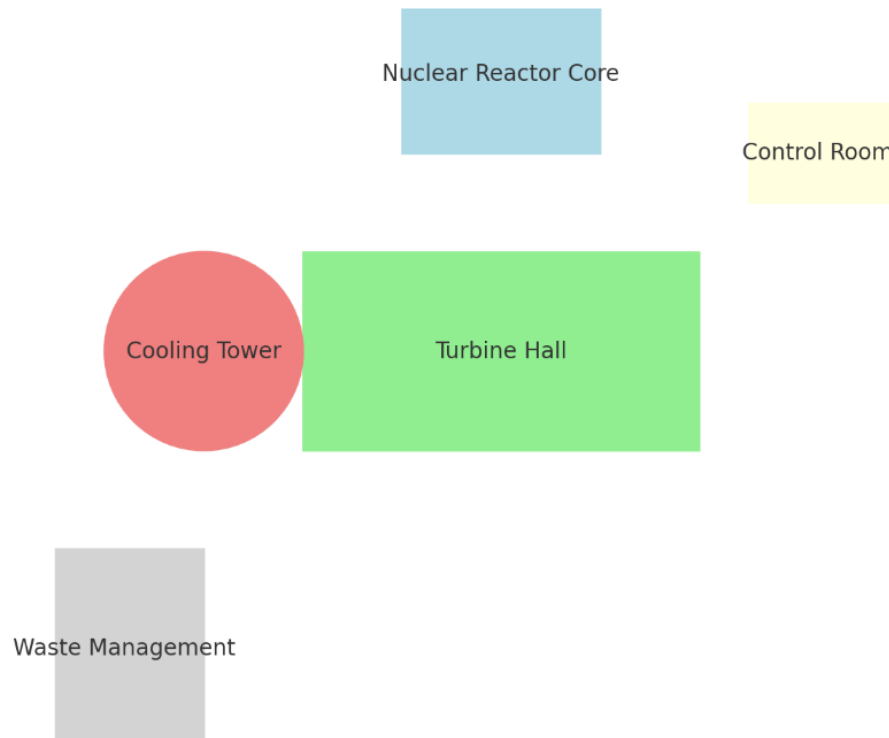 Nuclear Reactor Core
Control Room
Cooling Tower
Turbine Hall
Waste Management